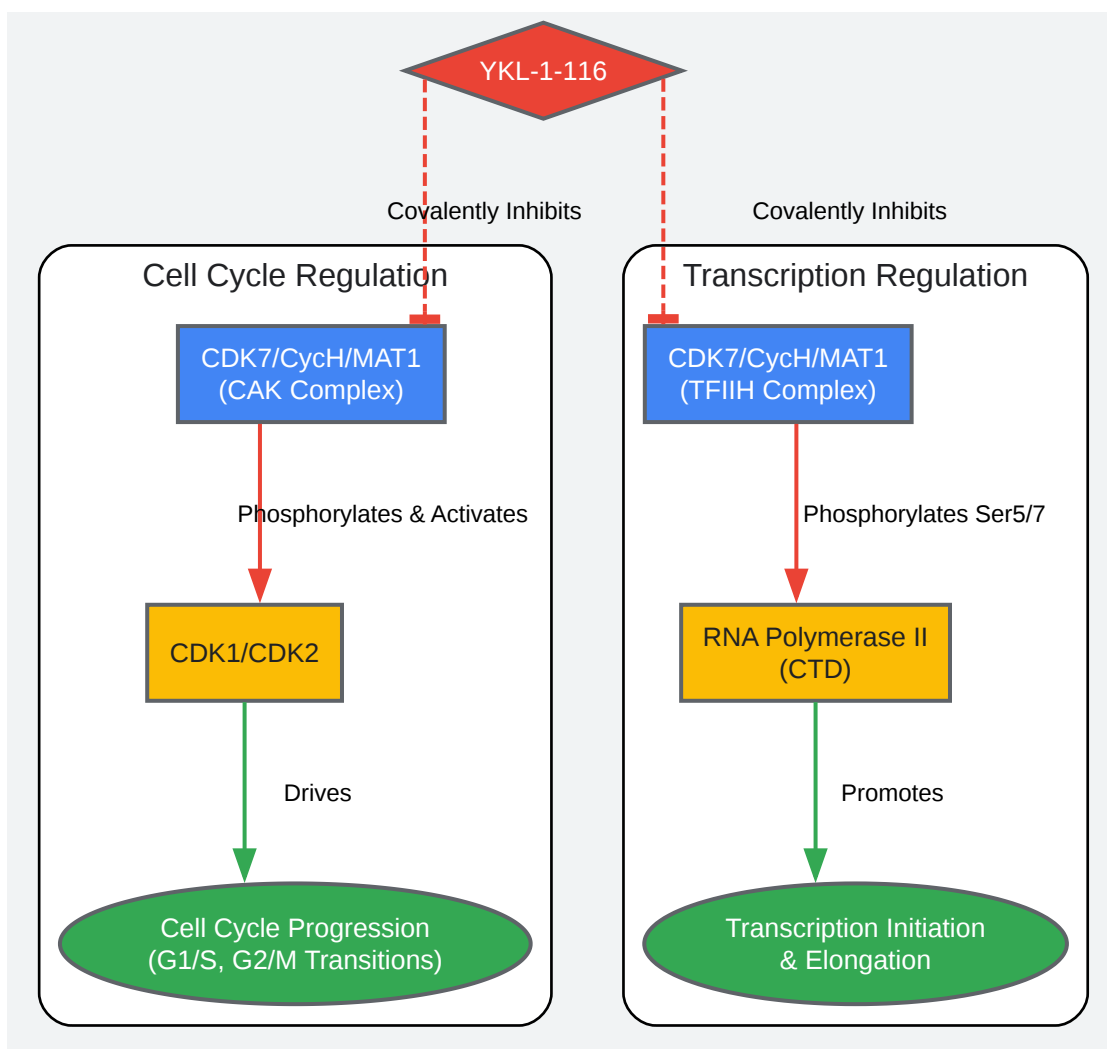 YKL-1-116
Covalently Inhibits
Covalently Inhibits
Cell Cycle Regulation
CDK7/CycH/MAT1
(CAK Complex)
Phosphorylates & Activates
CDK1/CDK2
Drives
Cell Cycle Progression
(G1/S, G2/M Transitions)
Transcription Regulation
CDK7/CycH/MAT1
(TFIIH Complex)
Phosphorylates Ser5/7
RNA Polymerase II
(CTD)
Promotes
Transcription Initiation
& Elongation